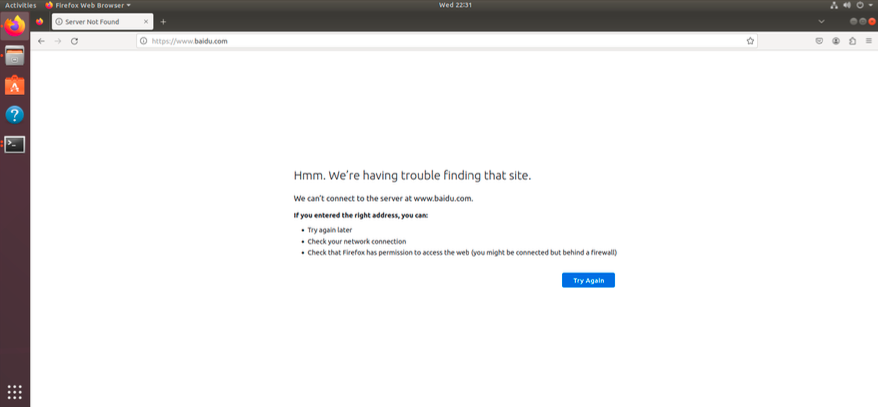 Activities Firefox Web Browser Wed 22:31
Server Not Found
https://www.baidu.com
Hmm. We're having trouble finding that site.
We can't connect to the server at www.baidu.com.
If you entered the right address, you can:
Try again later
Check your network connection
Check that Firefox has permission to access the web (you might be connected but behind a firewall)
Try Again